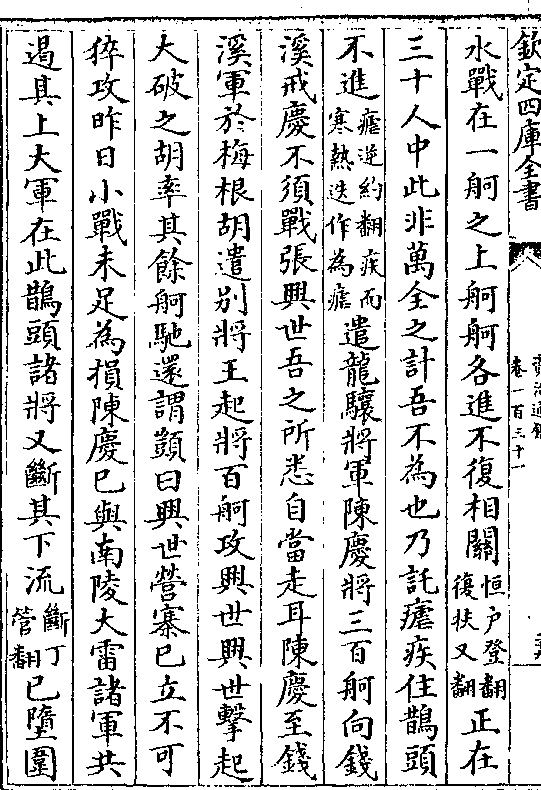 欽定四庫全書
資治通鑑
卷一百三十一
水戰在一舸之上舸舸各進不復相關恒戶登翻復扶又翻正在
三十人中此非萬全之計吾不為也乃託瘧疾住鵲頭
不進瘧逆約翻疾而寒熱迭作為瘧遣龍驤將軍陳慶將三百舸向錢
溪戒慶不須戰張興世吾之所悉自當走耳陳慶至錢
溪軍於梅根胡遣别將王起將百舸攻興世興世擊起
大破之胡率其餘舸馳還謂顗曰興世營寨已立不可
猝攻昨日小戰未足為損陳慶已與南陵大雷諸軍共
遏其上大軍在此鵲頭諸將又斷其下流斷丁管翻已墮圍